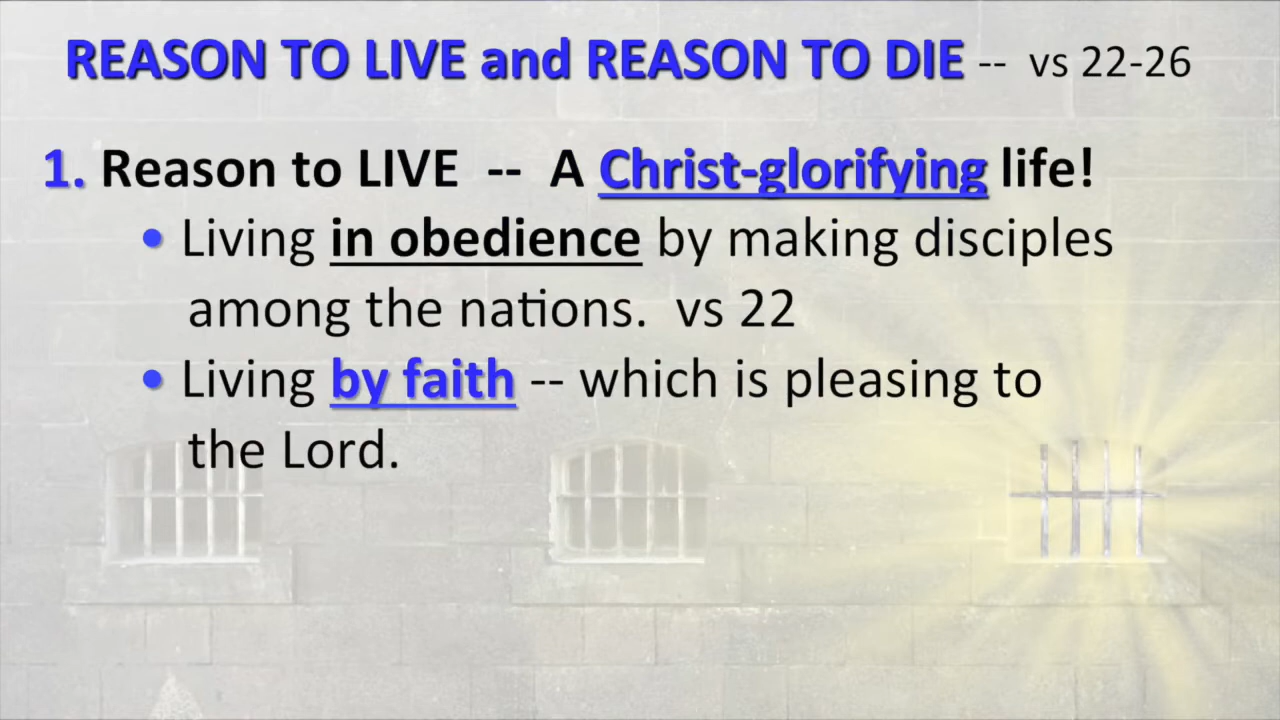 REASON TO LIVE and REASON TO DIE -- vs 22-26
1. Reason to LIVE -- A Christ-glorifying life!
• Living in obedience by making disciples
among the nations. vs 22
• Living by faith -- which is pleasing to
the Lord.